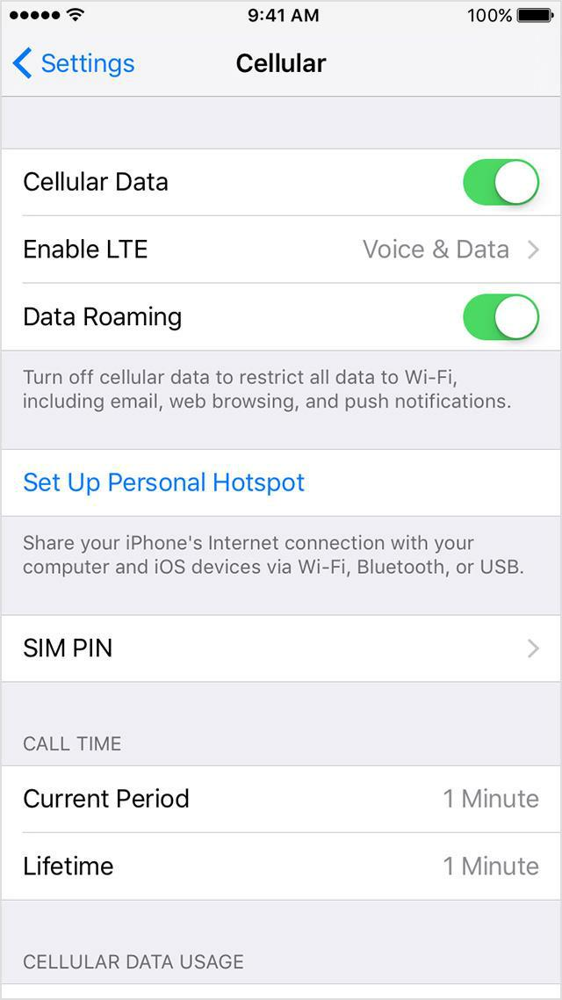 9:41 AM 100%
Settings Cellular
Cellular Data
Enable LTE Voice & Data
Data Roaming
Turn off cellular data to restrict all data to Wi-Fi,
including email, web browsing, and push notifications.
Set Up Personal Hotspot
Share your iPhone's Internet connection with your
computer and iOS devices via Wi-Fi, Bluetooth, or USB.
SIM PIN
CALL TIME
Current Period 1 Minute
Lifetime 1 Minute
CELLULAR DATA USAGE